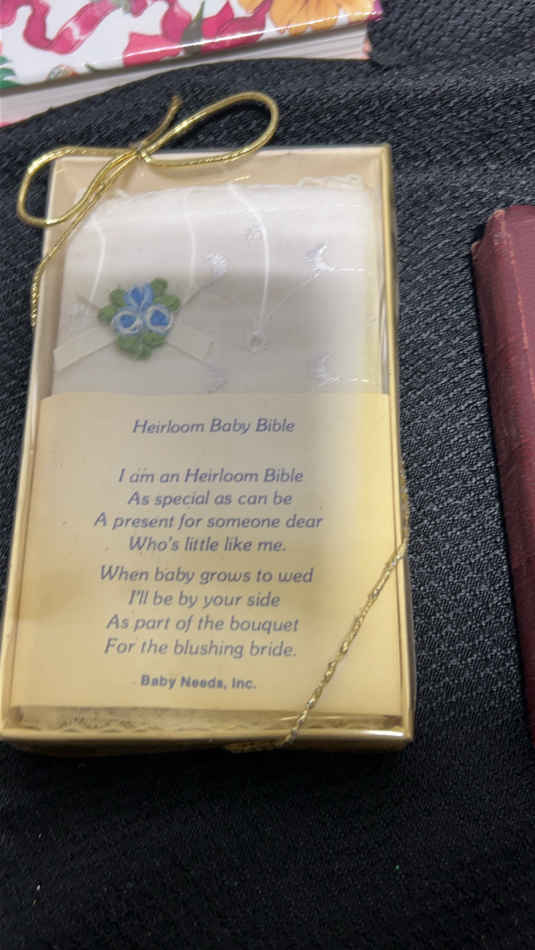 Heirloom Baby Bible
I am an Heirloom Bible
As special as can be
A present for someone dear
Who's little like me.
When baby grows to wed
I'll be by your side
As part of the bouquet
For the blushing bride.
Baby Needs, Inc.